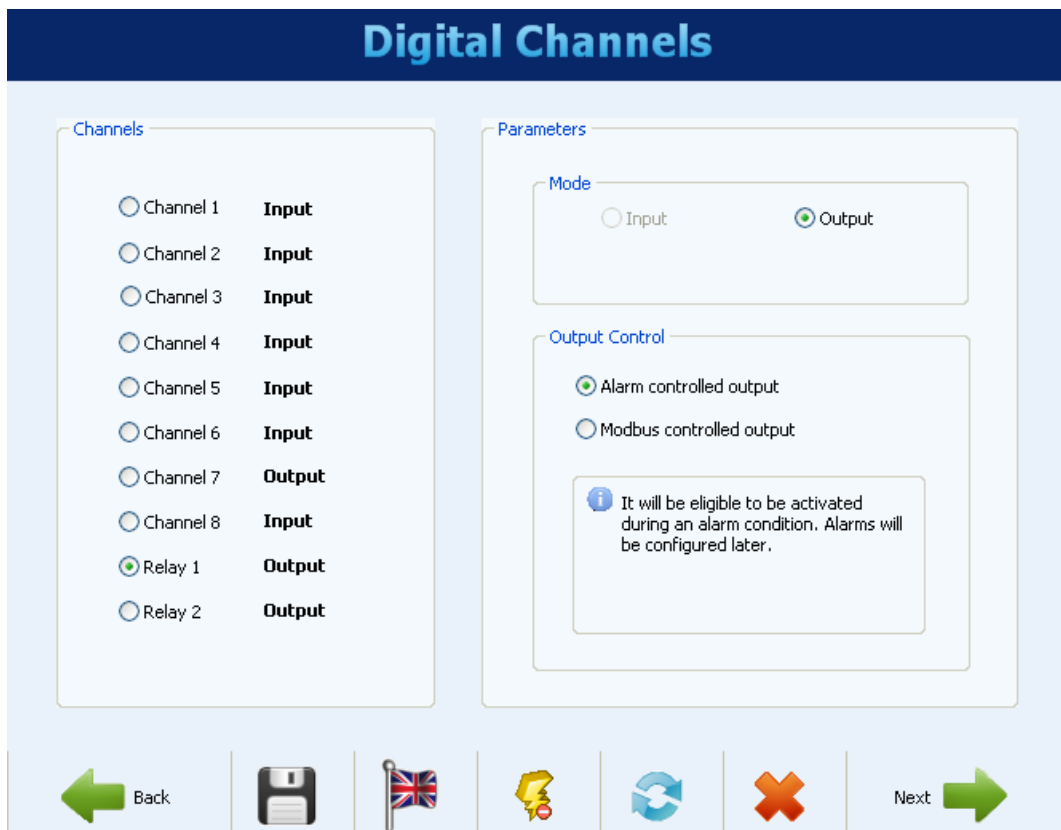 Digital Channels
Channels
Channel 1 Input
Channel 2 Input
Channel 3 Input
Channel 4 Input
Channel 5 Input
Channel 6 Input
Channel 7 Output
Channel 8 Input
Relay 1 Output
Relay 2 Output
Parameters
Mode
Input Output
Output Control
Alarm controlled output
Modbus controlled output
It will be eligible to be activated
during an alarm condition. Alarms will
be configured later.
Back
Next